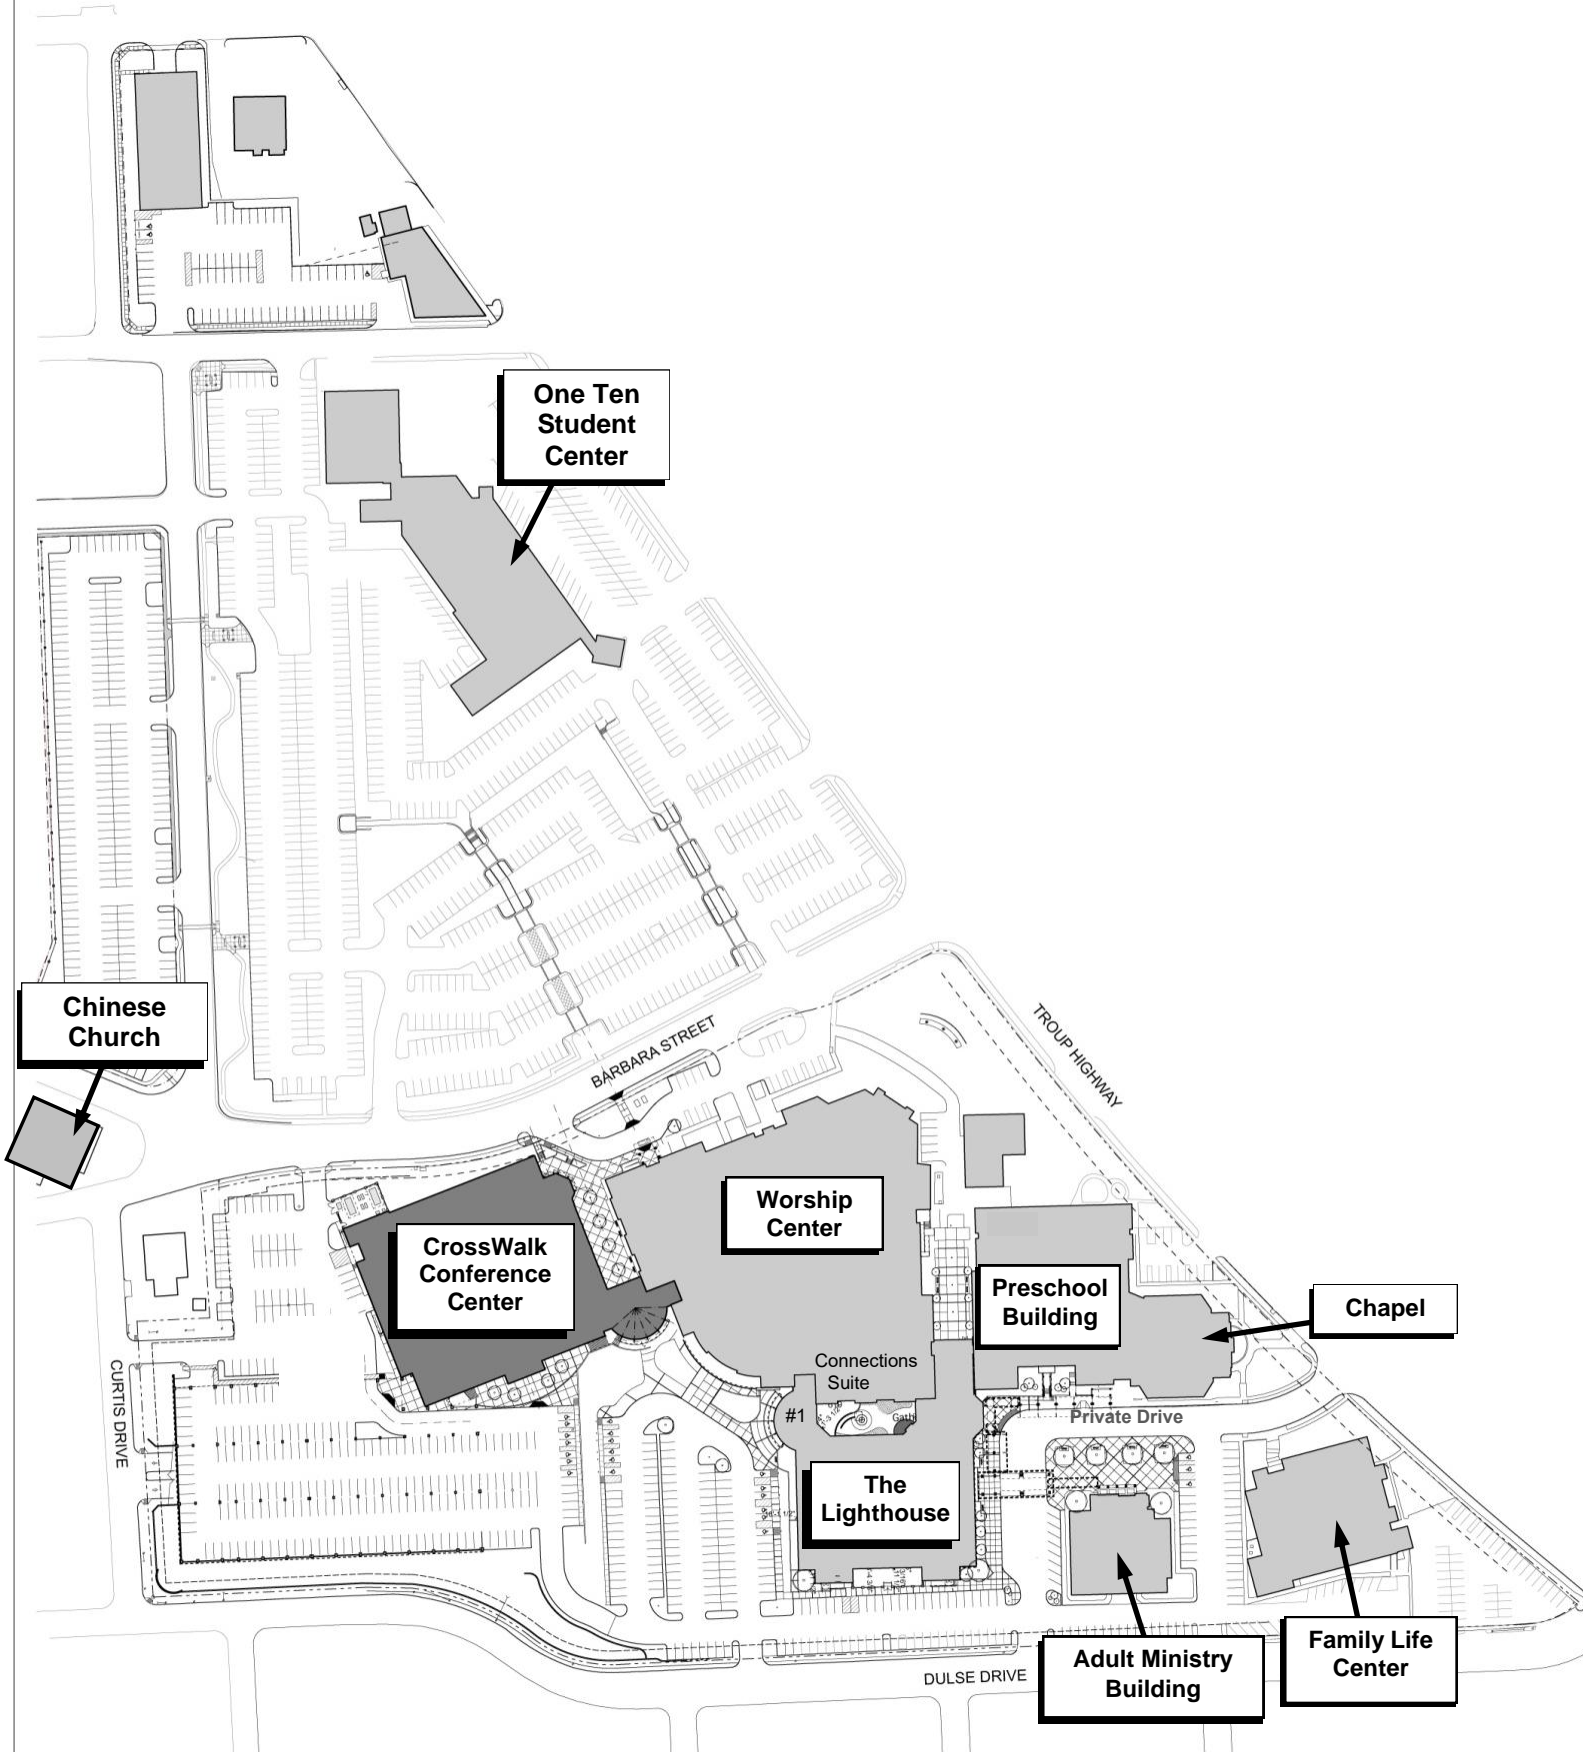 One Ten
Student
Center
Chinese
Church
BARBARA STREET
TROUP HIGHWAY
Worship
Center
CrossWalk
Conference
Center
Preschool
Building
Chapel
Connections
Suite
#1
Private Drive
CURTIS DRIVE
The
Lighthouse
Adult Ministry
Building
Family Life
Center
DULSE DRIVE